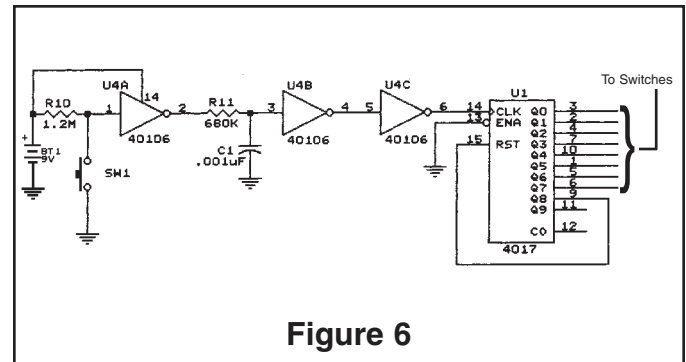 U4A
R10
1.2M
1
14
2
40106
R11
680K
C1
.001uF
U4B
3
4
40106
U4C
5
6
40106
+
BT1
9V
SW1
U1
14
13
15
CLK
ENA
RST
Q0
Q1
Q2
Q3
Q4
Q5
Q6
Q7
Q8
Q9
CO
3
2
4
7
10
1
5
6
9
11
12
4017
To Switches
Figure 6